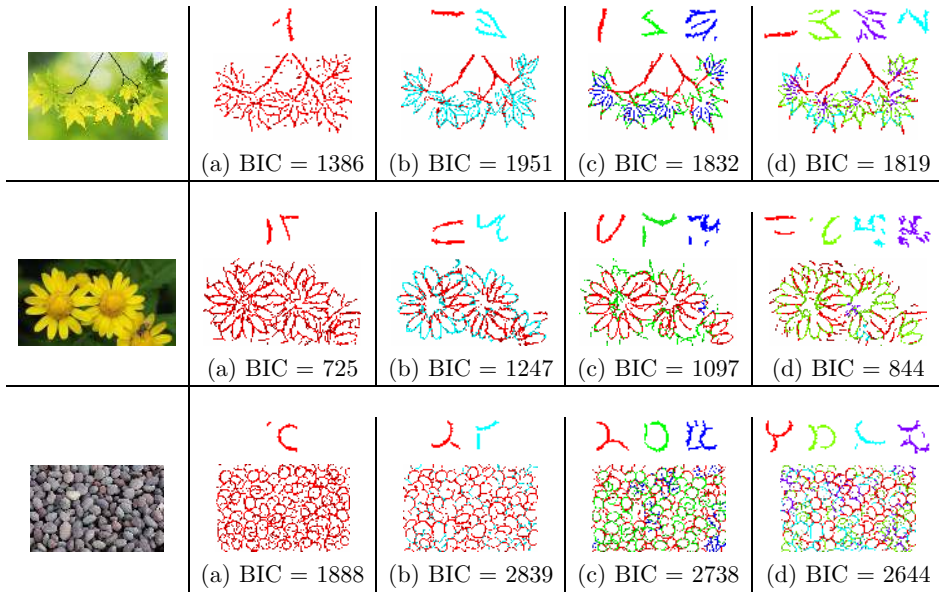 (a) BIC = 1386 (b) BIC = 1951 (c) BIC = 1832 (d) BIC = 1819
(a) BIC = 725 (b) BIC = 1247 (c) BIC = 1097 (d) BIC = 844
(a) BIC = 1888 (b) BIC = 2839 (c) BIC = 2738 (d) BIC = 2644